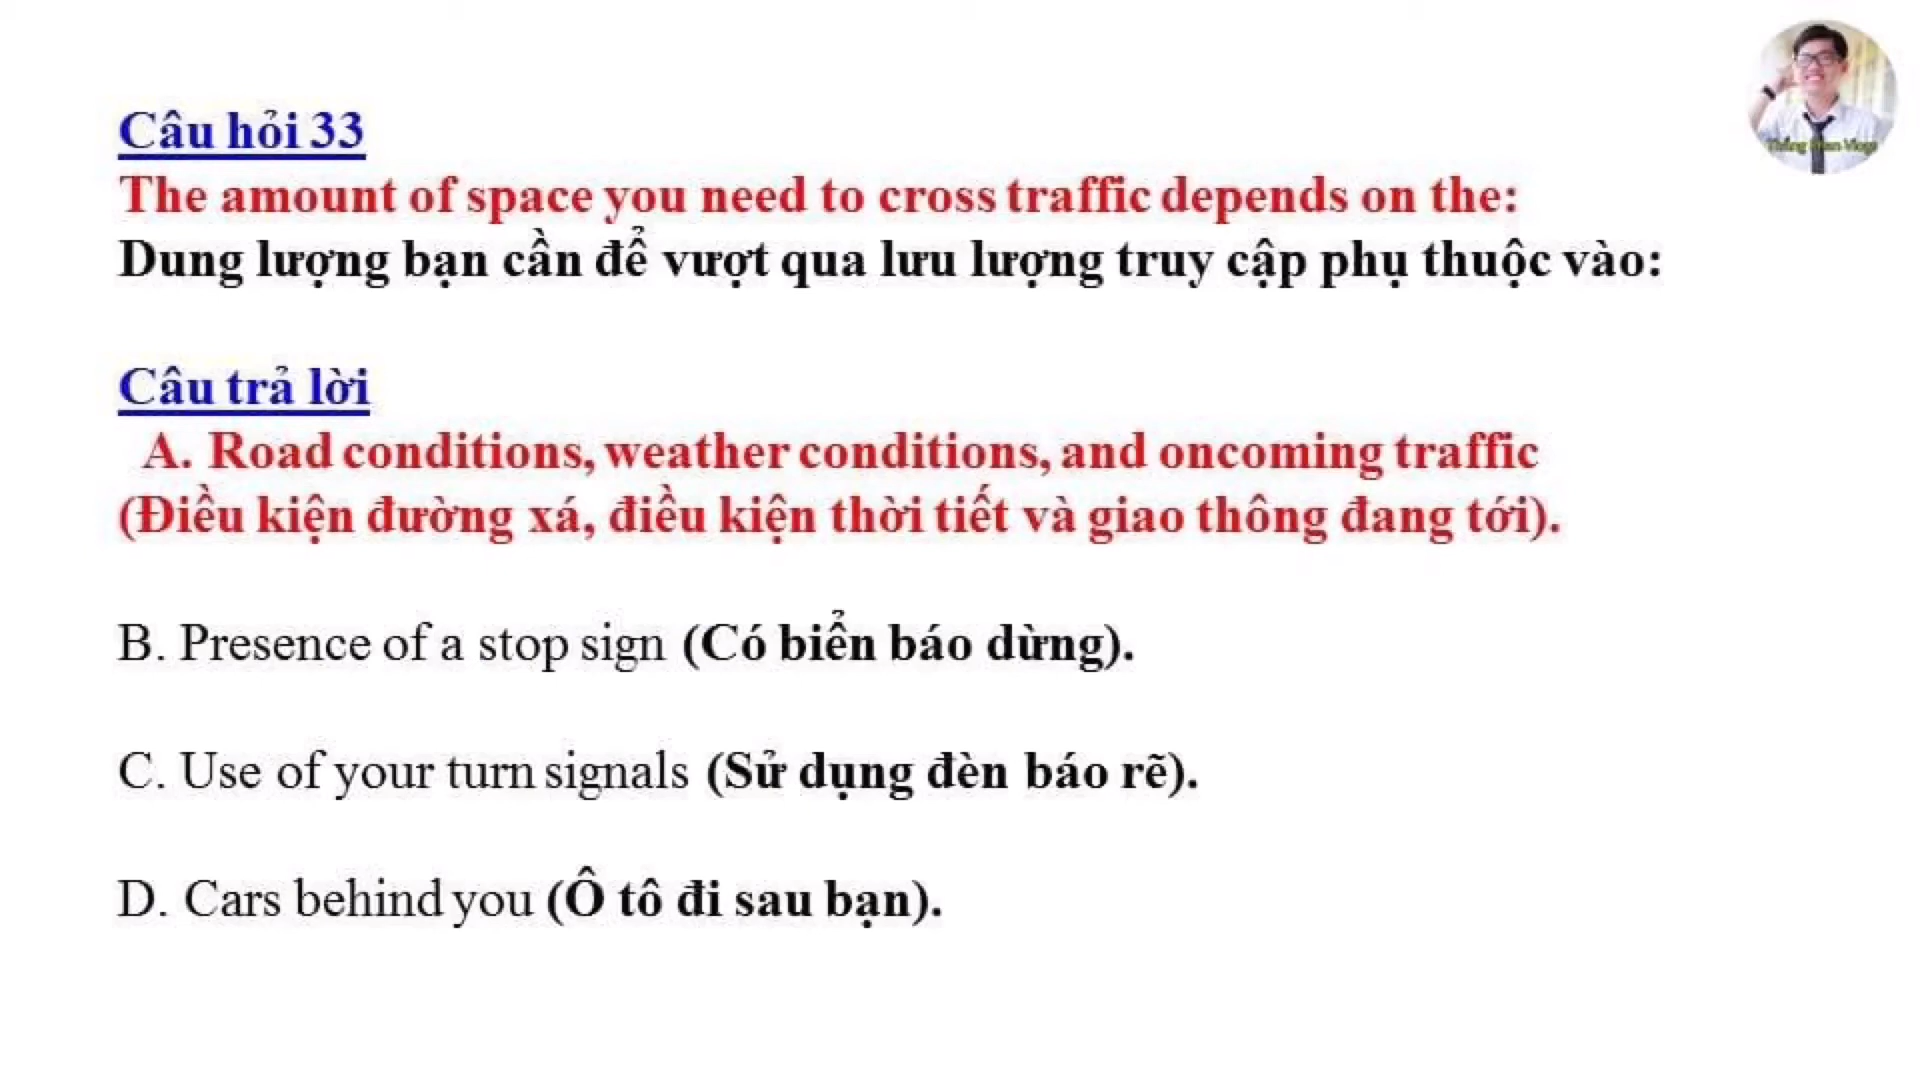 Câu hỏi 33
The amount of space you need to cross traffic depends on the:
Dung lượng bạn cần để vượt qua lưu lượng truy cập phụ thuộc vào:
Câu trả lời
A. Road conditions, weather conditions, and oncoming traffic
(Điều kiện đường xá, điều kiện thời tiết và giao thông đang tới).
B. Presence of a stop sign (Có biển báo dừng).
C. Use of your turn signals (Sử dụng đèn báo rẽ).
D. Cars behind you (Ô tô đi sau bạn).